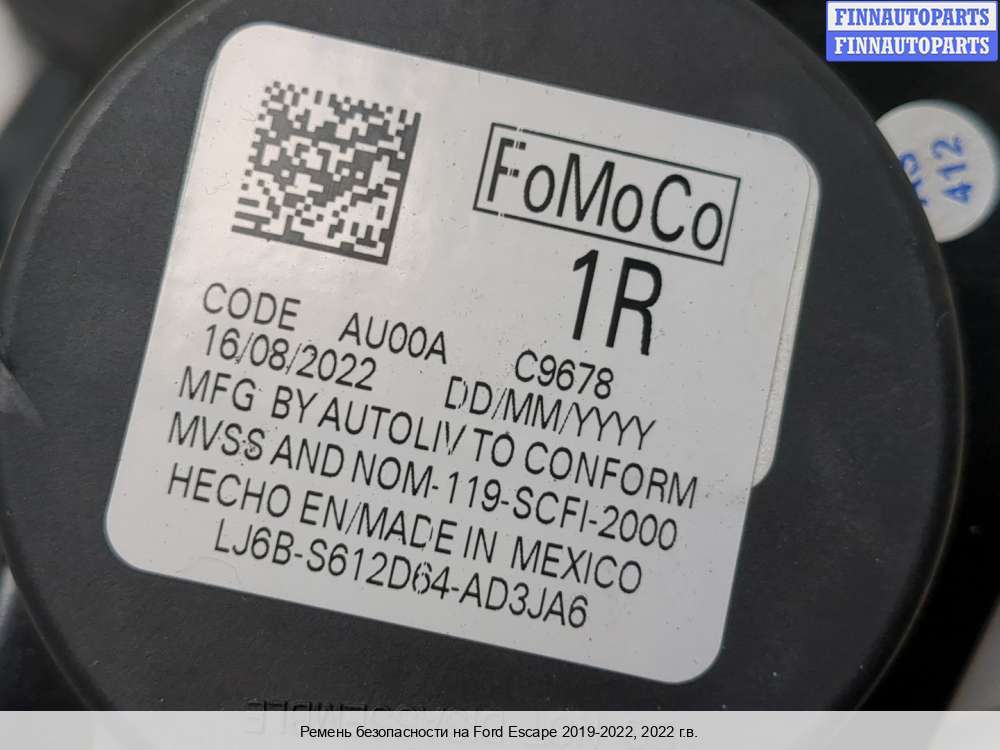 FINNAUTOPARTS
FINNAUTOPARTS
412
FoMoCo
1R
CODE AU00A C9678
16/08/2022 DD/MM/YYYY
MFG BY AUTOLIV TO CONFORM
MVSS AND NOM-119-SCFI-2000
HECHO EN/MADE IN MEXICO
LJ6B-S612D64-AD3JA6
Ремень безопасности на Ford Escape 2019-2022, 2022 г.в.